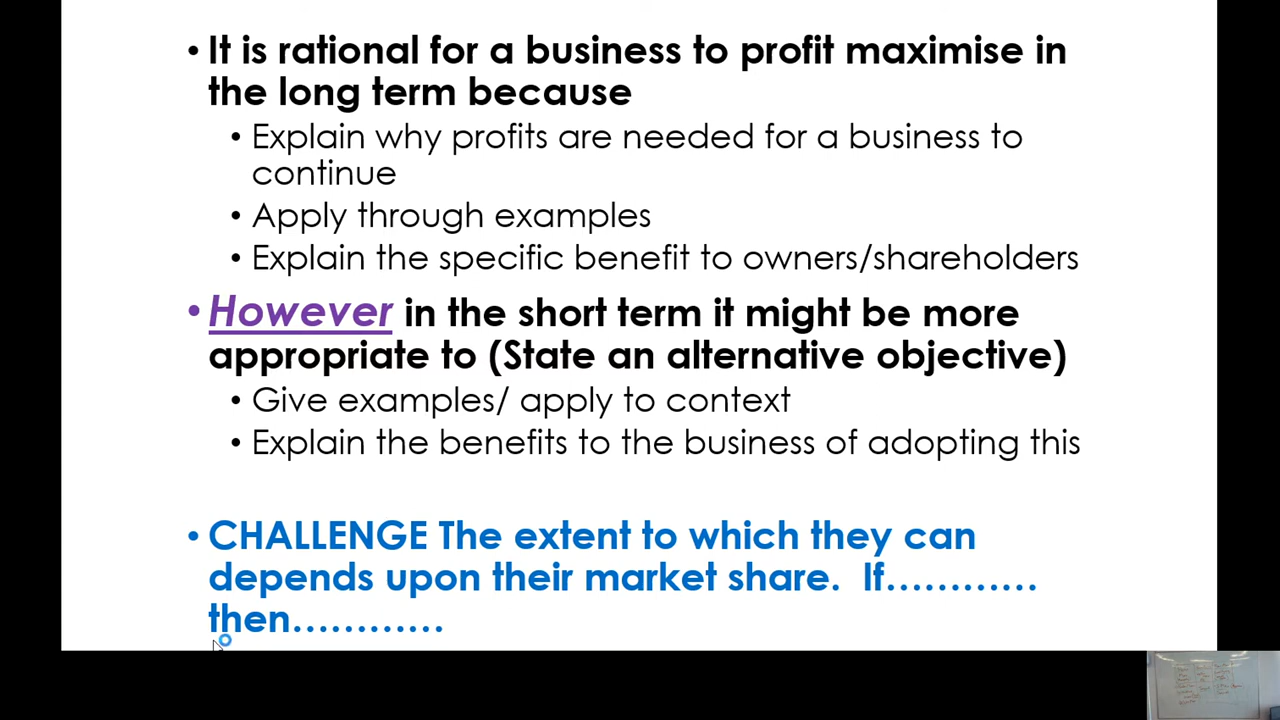 • It is rational for a business to profit maximise in
the long term because
• Explain why profits are needed for a business to
continue
• Apply through examples
• Explain the specific benefit to owners/shareholders
• However in the short term it might be more
appropriate to (State an alternative objective)
• Give examples/ apply to context
• Explain the benefits to the business of adopting this
• CHALLENGE The extent to which they can
depends upon their market share.  If............
then............